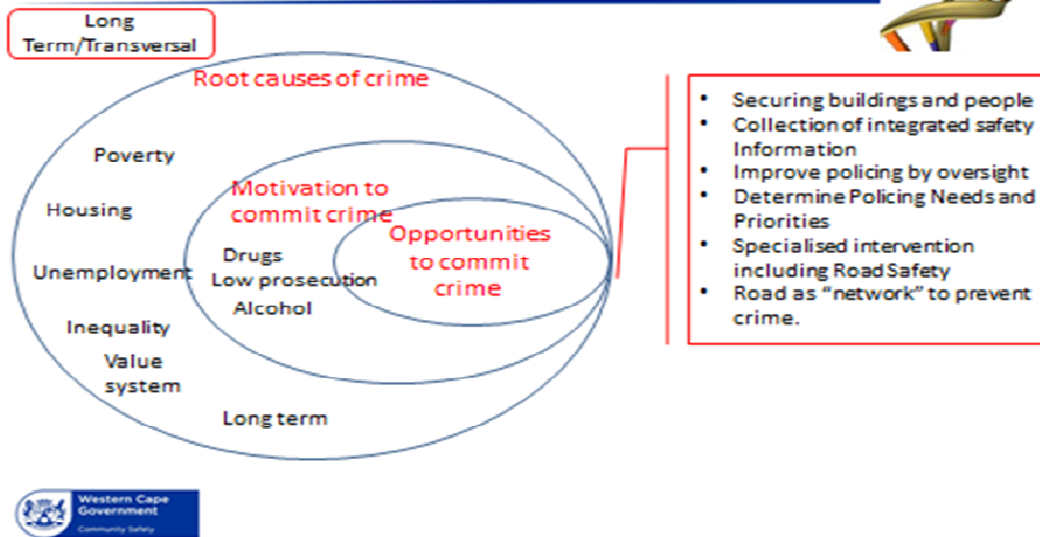 Long
Term/Transversal
Root causes of crime
Poverty
Housing
Unemployment
Inequality
Value
system
Long term
Motivation to
commit crime
Drugs
Low prosecution
Alcohol
Opportunities
to commit
crime
• Securing buildings and people
• Collection of integrated safety
Information
• Improve policing by oversight
• Determine Policing Needs and
Priorities
• Specialised intervention
including Road Safety
• Road as “network” to prevent
crime.
Western Cape
Government
Community Safety